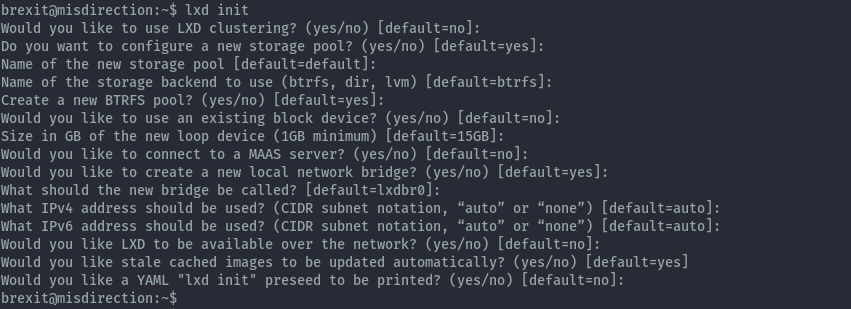 brexit@misdirection:~$ lxd init
Would you like to use LXD clustering? (yes/no) [default=no]:
Do you want to configure a new storage pool? (yes/no) [default=yes]:
Name of the new storage pool [default=default]:
Name of the storage backend to use (btrfs, dir, lvm) [default=btrfs]:
Create a new BTRFS pool? (yes/no) [default=yes]:
Would you like to use an existing block device? (yes/no) [default=no]:
Size in GB of the new loop device (1GB minimum) [default=15GB]:
Would you like to connect to a MAAS server? (yes/no) [default=no]:
Would you like to create a new local network bridge? (yes/no) [default=yes]:
What should the new bridge be called? [default=lxdbr0]:
What IPv4 address should be used? (CIDR subnet notation, “auto” or “none”) [default=auto]:
What IPv6 address should be used? (CIDR subnet notation, “auto” or “none”) [default=auto]:
Would you like LXD to be available over the network? (yes/no) [default=no]:
Would you like stale cached images to be updated automatically? (yes/no) [default=yes]
Would you like a YAML "lxd init" preseed to be printed? (yes/no) [default=no]:
brexit@misdirection:~$